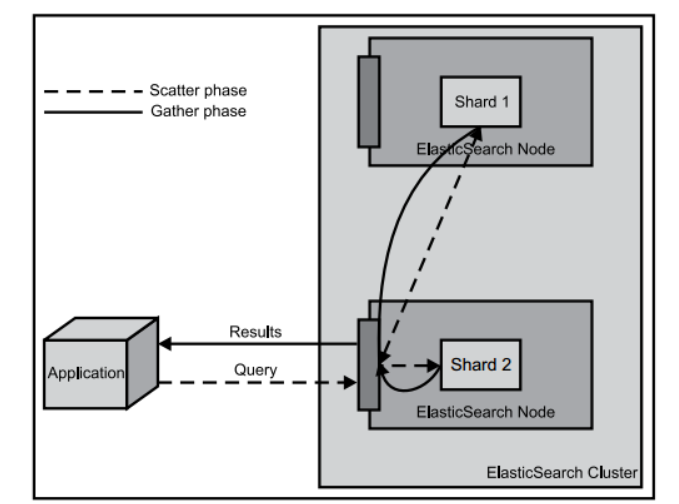 Scatter phase
Gather phase
Shard 1
ElasticSearch Node
Results
Query
Application
Shard 2
ElasticSearch Node
ElasticSearch Cluster